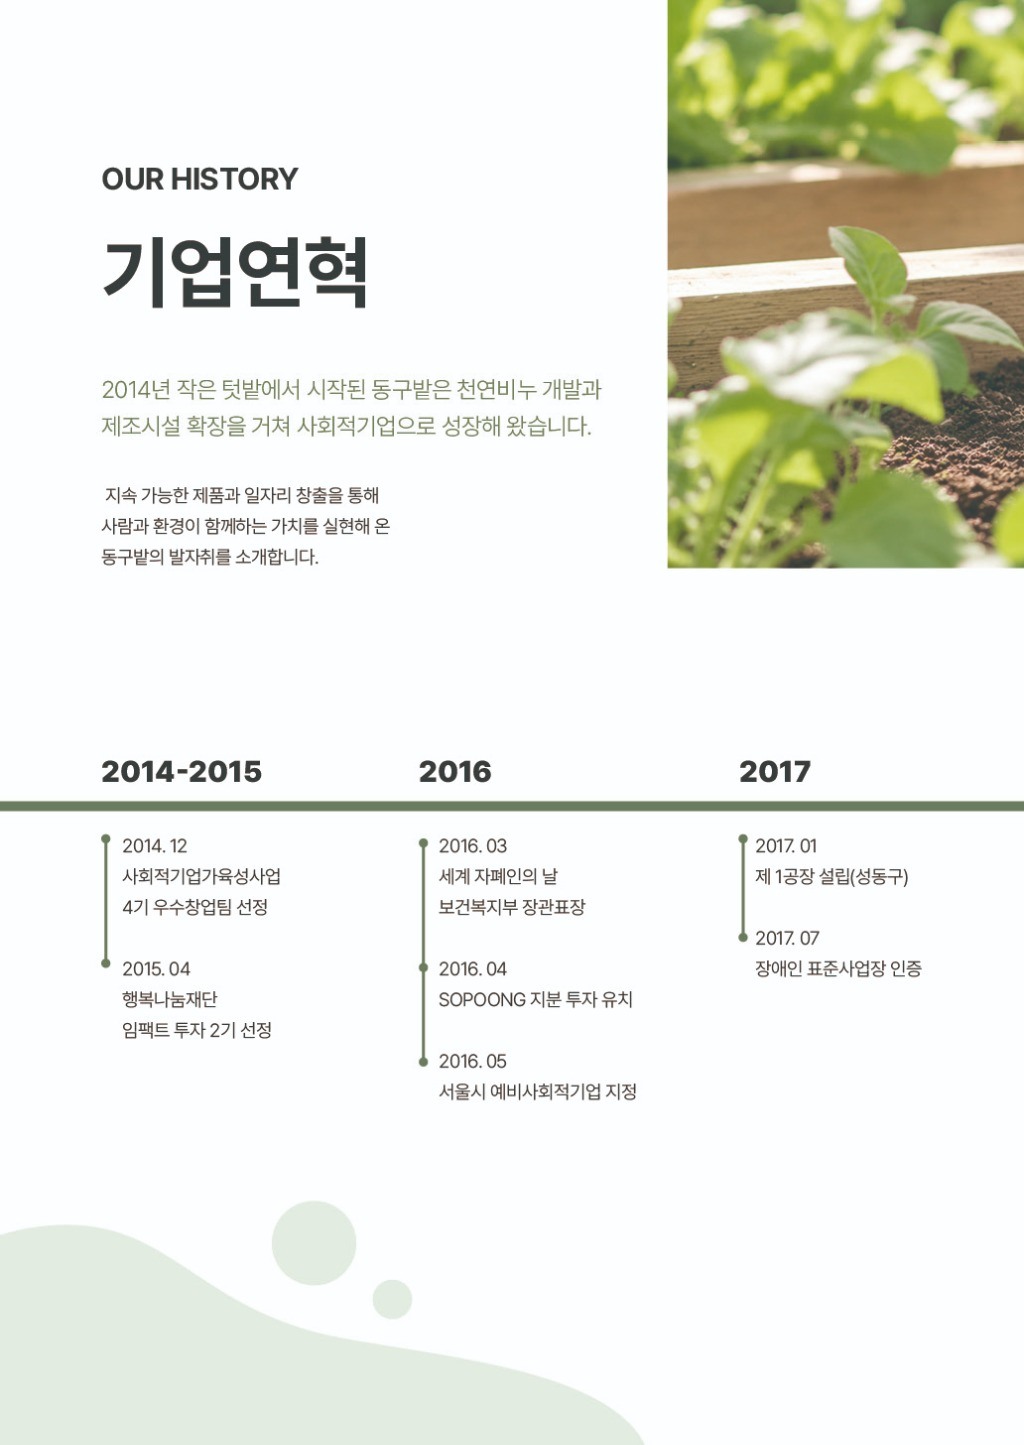 OUR HISTORY
기업연혁
2014년 작은 텃밭에서 시작된 동구밭은 천연비누 개발과
제조시설 확장을 거쳐 사회적기업으로 성장해 왔습니다.
지속 가능한 제품과 일자리 창출을 통해
사람과 환경이 함께하는 가치를 실현해 온
동구밭의 발자취를 소개합니다.
2014-2015
2014. 12
사회적기업가육성사업
4기 우수창업팀 선정
2015. 04
행복나눔재단
임팩트 투자 2기 선정
2016
2016. 03
세계 자폐인의 날
보건복지부 장관표장
2016. 04
SOPOONG 지분 투자 유치
2016. 05
서울시 예비사회적기업 지정
2017
2017. 01
제 1공장 설립(성동구)
2017. 07
장애인 표준사업장 인증